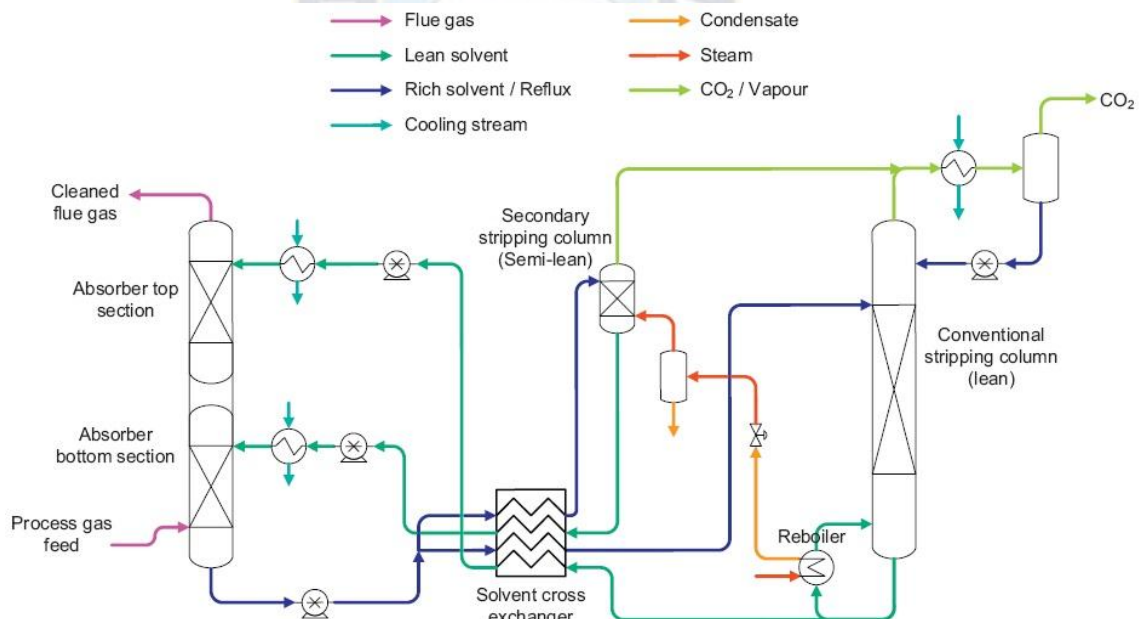 Flue gas
Lean solvent
Rich solvent / Reflux
Cooling stream
Condensate
Steam
CO₂ / Vapour
CO₂
Cleaned
flue gas
Secondary
stripping column
(Semi-lean)
Absorber top
section
Conventional
stripping column
(lean)
Absorber
bottom section
Process gas
feed
Reboiler
Solvent cross
exchanger